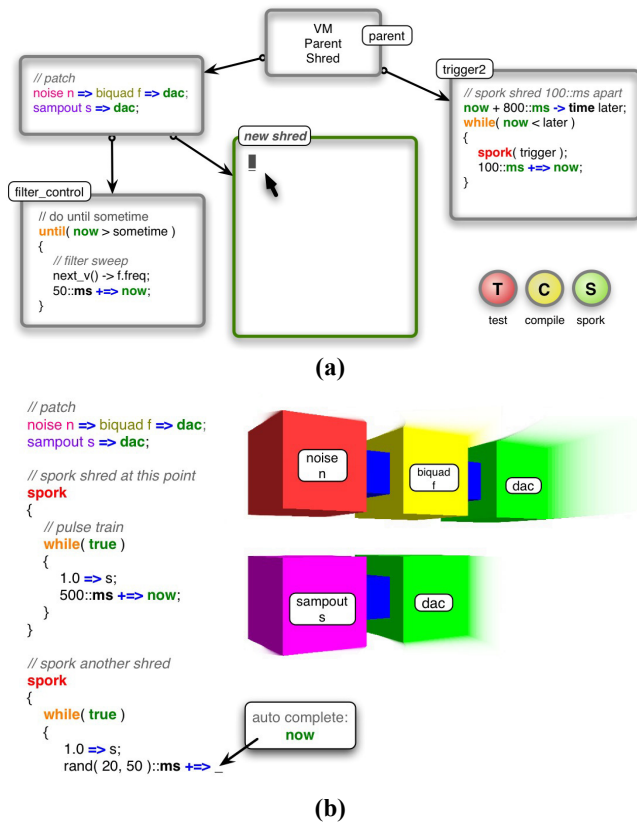 VM
Parent
Shred
parent
// patch
noise n => biquad f => dac;
sampout s => dac;
trigger2
// spork shred 100::ms apart
now + 800::ms -> time later;
while( now < later )
{
spork( trigger );
100::ms +=> now;
}
new shred
filter_control
// do until sometime
until( now > sometime )
{
// filter sweep
next_v() -> f.freq;
50::ms +=> now;
}
T C S
test compile spork
(a)
// patch
noise n => biquad f => dac;
sampout s => dac;
// spork shred at this point
spork
{
// pulse train
while( true )
{
1.0 => s;
500::ms +=> now;
}
}
// spork another shred
spork
{
while( true )
{
1.0 => s;
rand( 20, 50 )::ms +=> _
noise
n
biquad
f
dac
sampout
s
dac
auto complete:
now
(b)